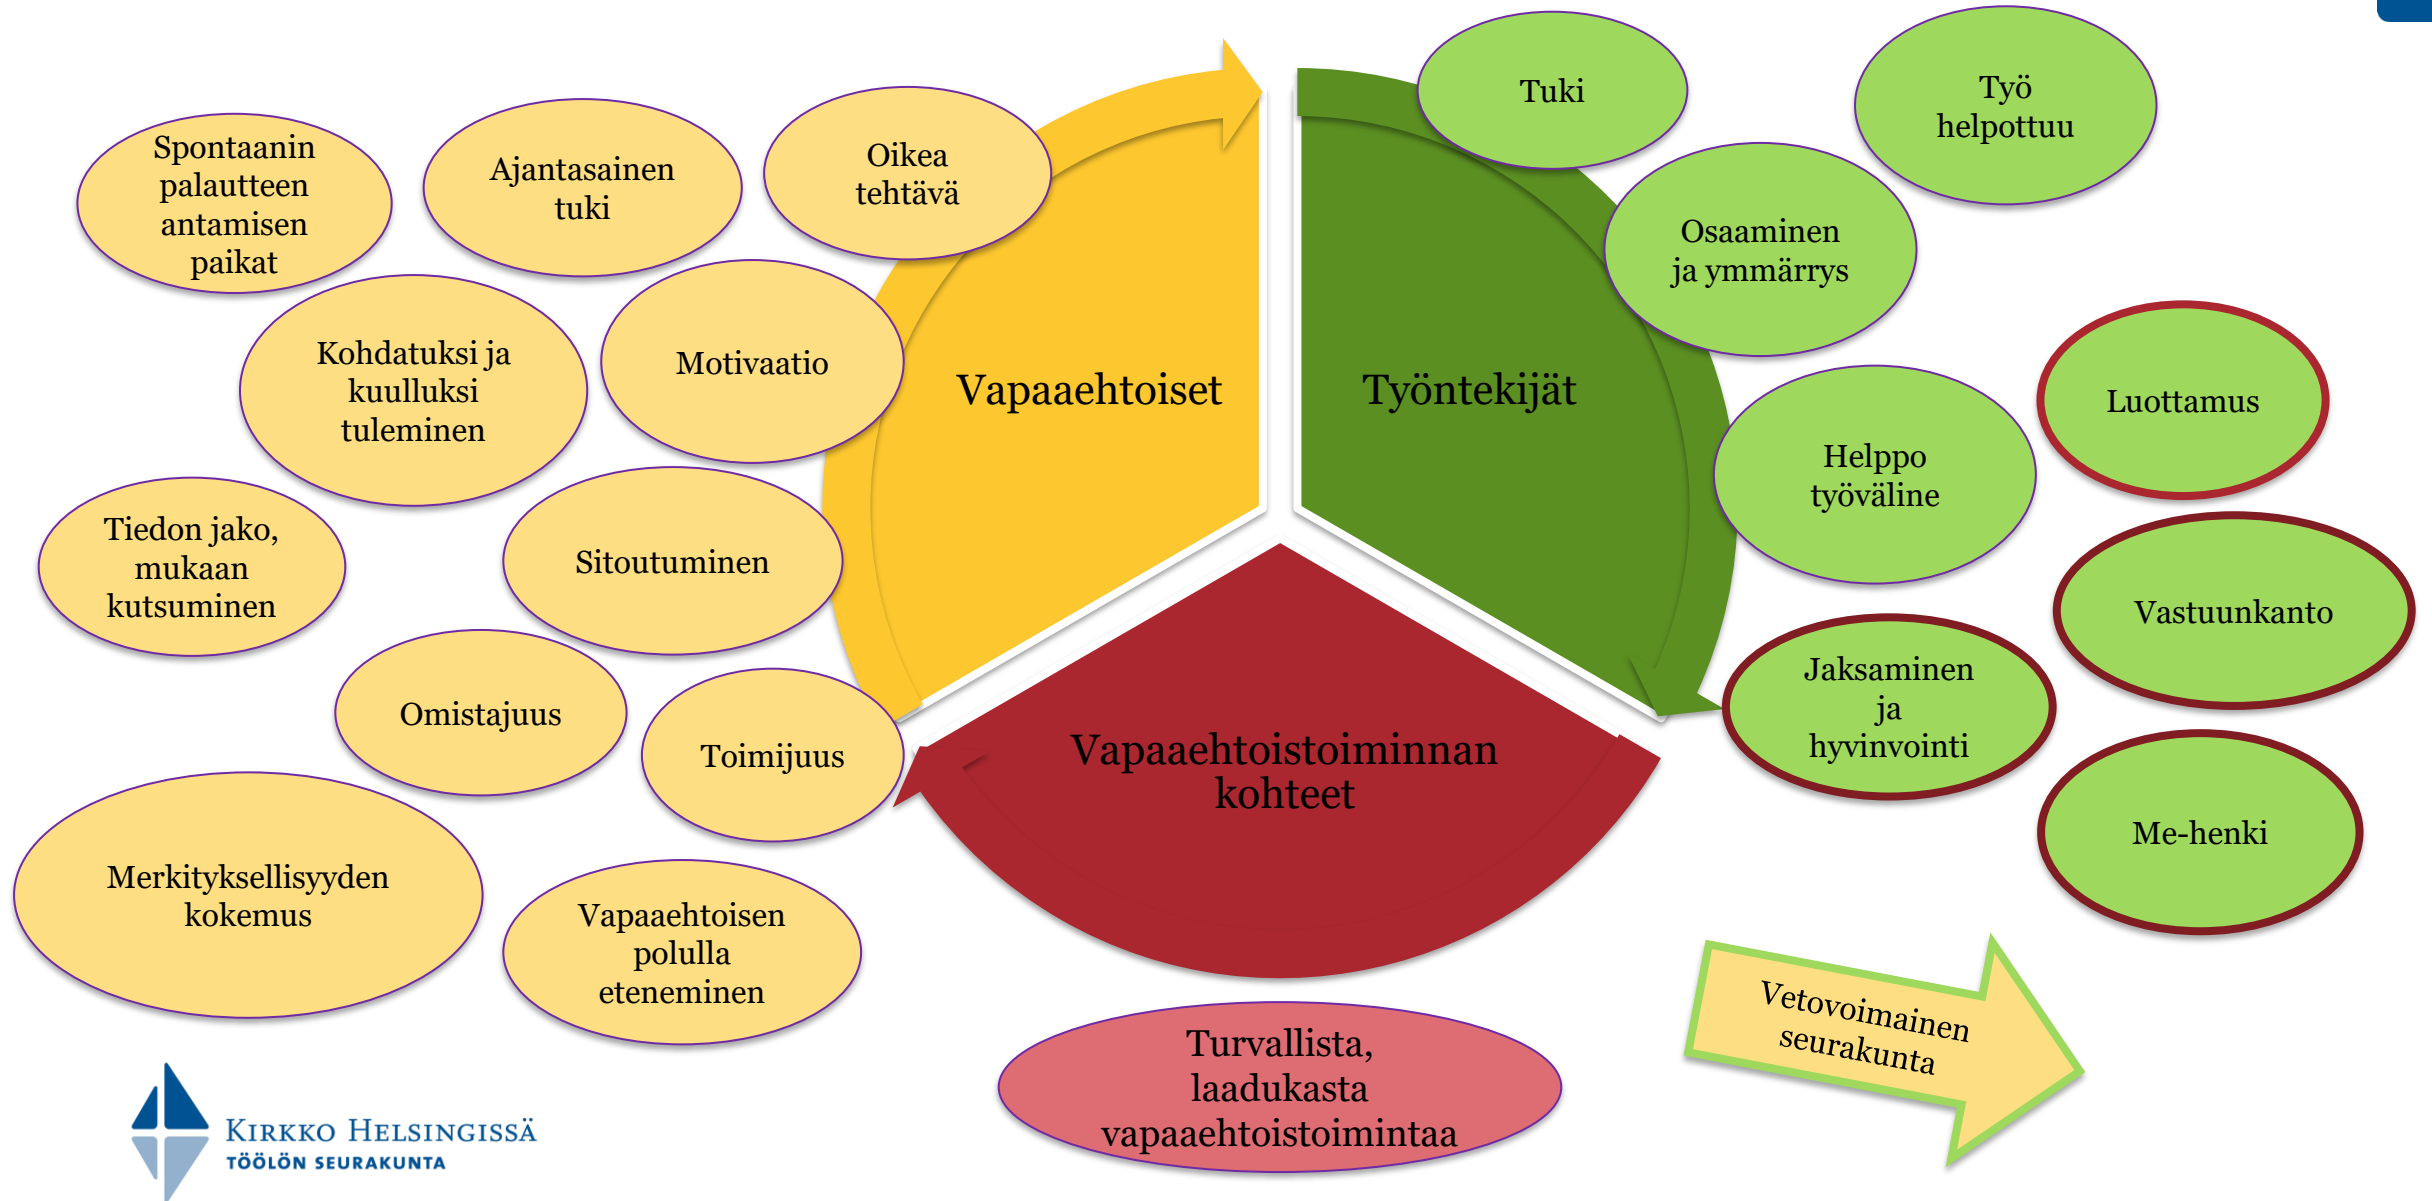 Spontaanin
palautteen
antamisen
paikat
Ajantasainen
tuki
Oikea
tehtävä
Kohdatuksi ja
kuulluksi
tuleminen
Motivaatio
Tiedon jako,
mukaan
kutsuminen
Sitoutuminen
Omistajuus
Toimijuus
Merkityksellisyyden
kokemus
Vapaaehtoisen
polulla
eteneminen
Vapaaehtoiset
Työntekijät
Vapaaehtoistoiminnan
kohteet
Tuki
Työ
helpottuu
Osaaminen
ja ymmärrys
Helppo
työväline
Luottamus
Vastuunkanto
Jaksaminen
ja
hyvinvointi
Me-henki
Turvallista,
laadukasta
vapaaehtoistoimintaa
Vetovoimainen
seurakunta
KIRKKO HELSINGISSÄ
TÖÖLÖN SEURAKUNTA